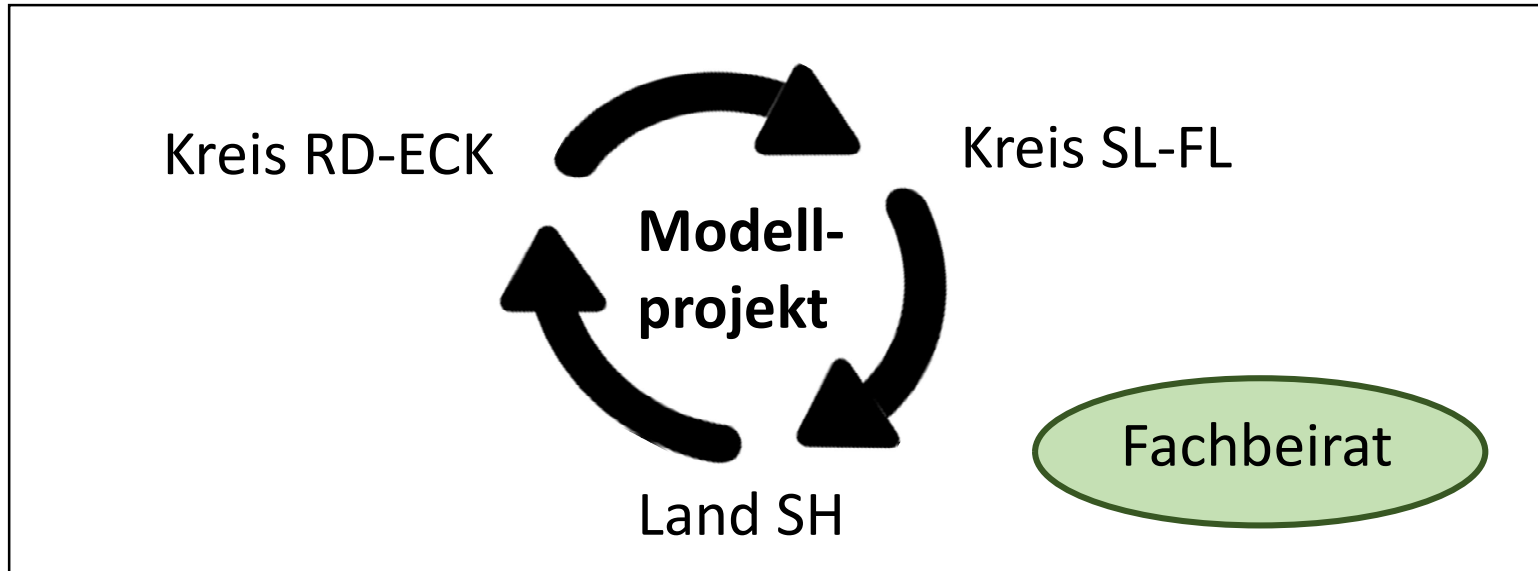 Kreis RD-ECK
Kreis SL-FL
Modell-
projekt
Fachbeirat
Land SH